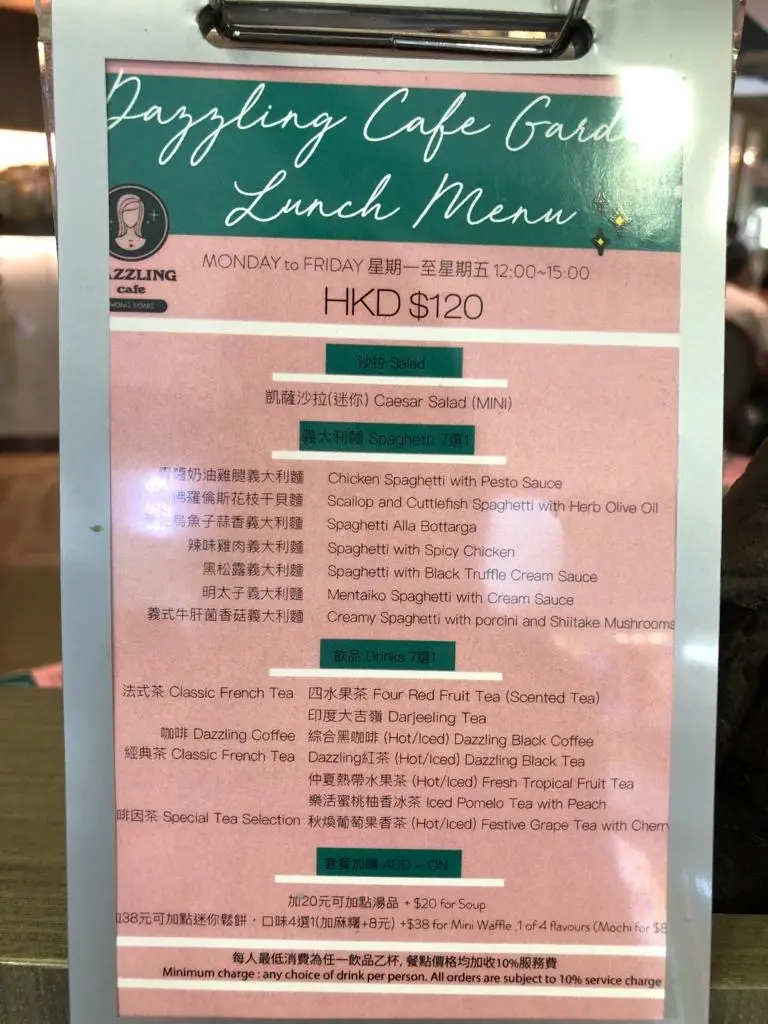 Dazzling Cafe Gard
Lunch Menu
AZZLING
cafe
HONG KONG
MONDAY to FRIDAY 星期一至星期五 12:00~15:00
HKD $120
沙拉 Salad
凱薩沙拉(迷你) Caesar Salad (MINI)
義大利麵 Spaghetti 7選1
奶油雞腿義大利麵 Chicken Spaghetti with Pesto Sauce
佛羅倫斯花枝干貝麵 Scallop and Cuttlefish Spaghetti with Herb Olive Oil
烏魚子蒜香義大利麵 Spaghetti Alla Bottarga
辣味雞肉義大利麵 Spaghetti with Spicy Chicken
黑松露義大利麵 Spaghetti with Black Truffle Cream Sauce
明太子義大利麵 Mentaiko Spaghetti with Cream Sauce
義式牛肝菌香菇義大利麵 Creamy Spaghetti with porcini and Shiitake Mushrooms
飲品 Drinks 7選1
法式茶 Classic French Tea 四水果茶 Four Red Fruit Tea (Scented Tea)
印度大吉嶺 Darjeeling Tea
咖啡 Dazzling Coffee 綜合黑咖啡 (Hot/Iced) Dazzling Black Coffee
經典茶 Classic French Tea Dazzling紅茶 (Hot/Iced) Dazzling Black Tea
仲夏熱帶水果茶 (Hot/Iced) Fresh Tropical Fruit Tea
樂活蜜桃柚香冰茶 Iced Pomelo Tea with Peach
啡因茶 Special Tea Selection 秋煥葡萄果香茶 (Hot/Iced) Festive Grape Tea with Cherr
套餐加購 ADD - ON
加20元可加點湯品 + $20 for Soup
38元可加點迷你鬆餅，口味4選1(加麻糬+8元) +$38 for Mini Waffle ,1 of 4 flavours (Mochi for $8
每人最低消費為任一飲品乙杯, 餐點價格均加收10%服務費
Minimum charge : any choice of drink per person. All orders are subject to 10% service charge